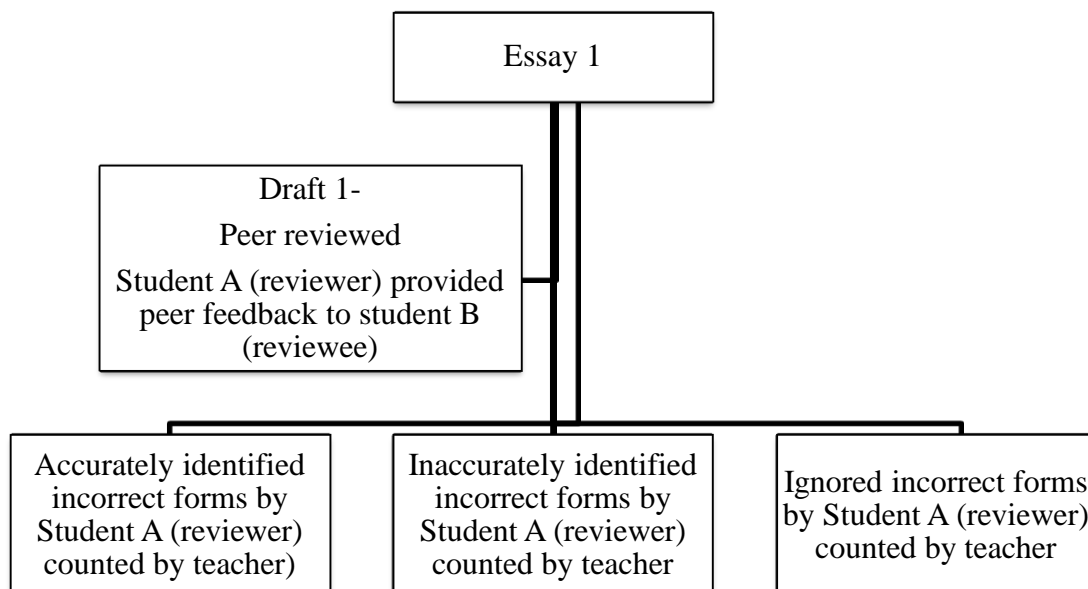 Essay 1
Draft 1-
Peer reviewed
Student A (reviewer) provided
peer feedback to student B
(reviewee)
Accurately identified
incorrect forms by
Student A (reviewer)
counted by teacher)
Inaccurately identified
incorrect forms by
Student A (reviewer)
counted by teacher
Ignored incorrect forms
by Student A (reviewer)
counted by teacher